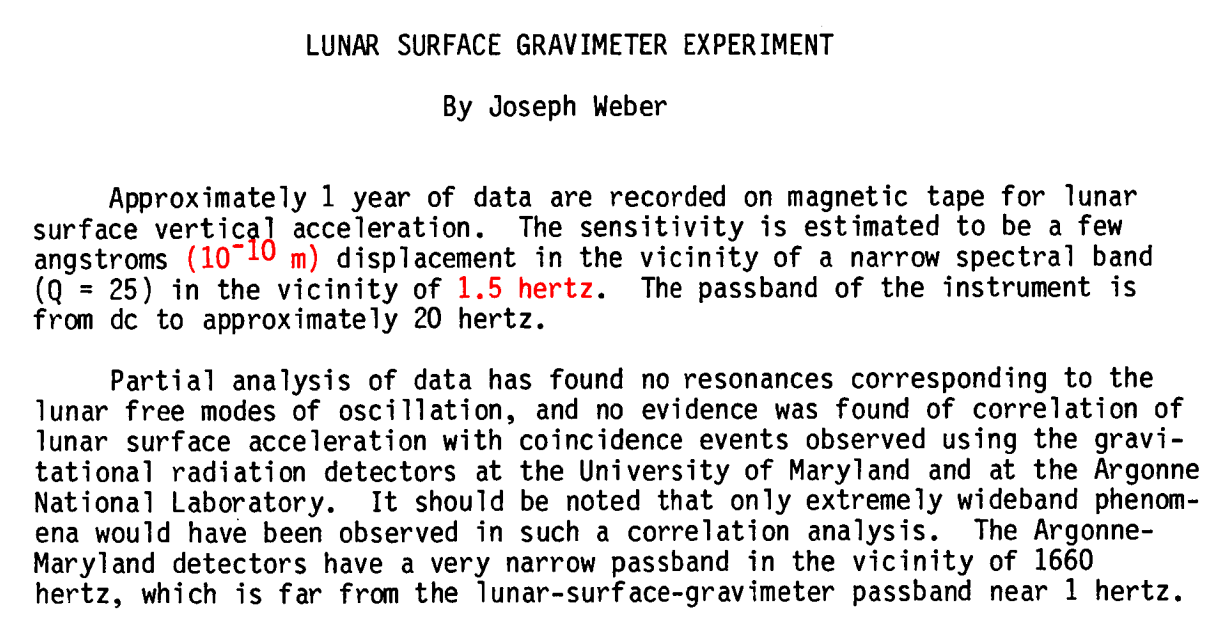 LUNAR SURFACE GRAVIMETER EXPERIMENT
By Joseph Weber
Approximately 1 year of data are recorded on magnetic tape for lunar
surface vertical acceleration. The sensitivity is estimated to be a few
angstroms (10⁻¹⁰ m) displacement in the vicinity of a narrow spectral band
(Q = 25) in the vicinity of 1.5 hertz. The passband of the instrument is
from dc to approximately 20 hertz.
Partial analysis of data has found no resonances corresponding to the
lunar free modes of oscillation, and no evidence was found of correlation of
lunar surface acceleration with coincidence events observed using the gravi-
tational radiation detectors at the University of Maryland and at the Argonne
National Laboratory. It should be noted that only extremely wideband phenom-
ena would have been observed in such a correlation analysis. The Argonne-
Maryland detectors have a very narrow passband in the vicinity of 1660
hertz, which is far from the lunar-surface-gravimeter passband near 1 hertz.